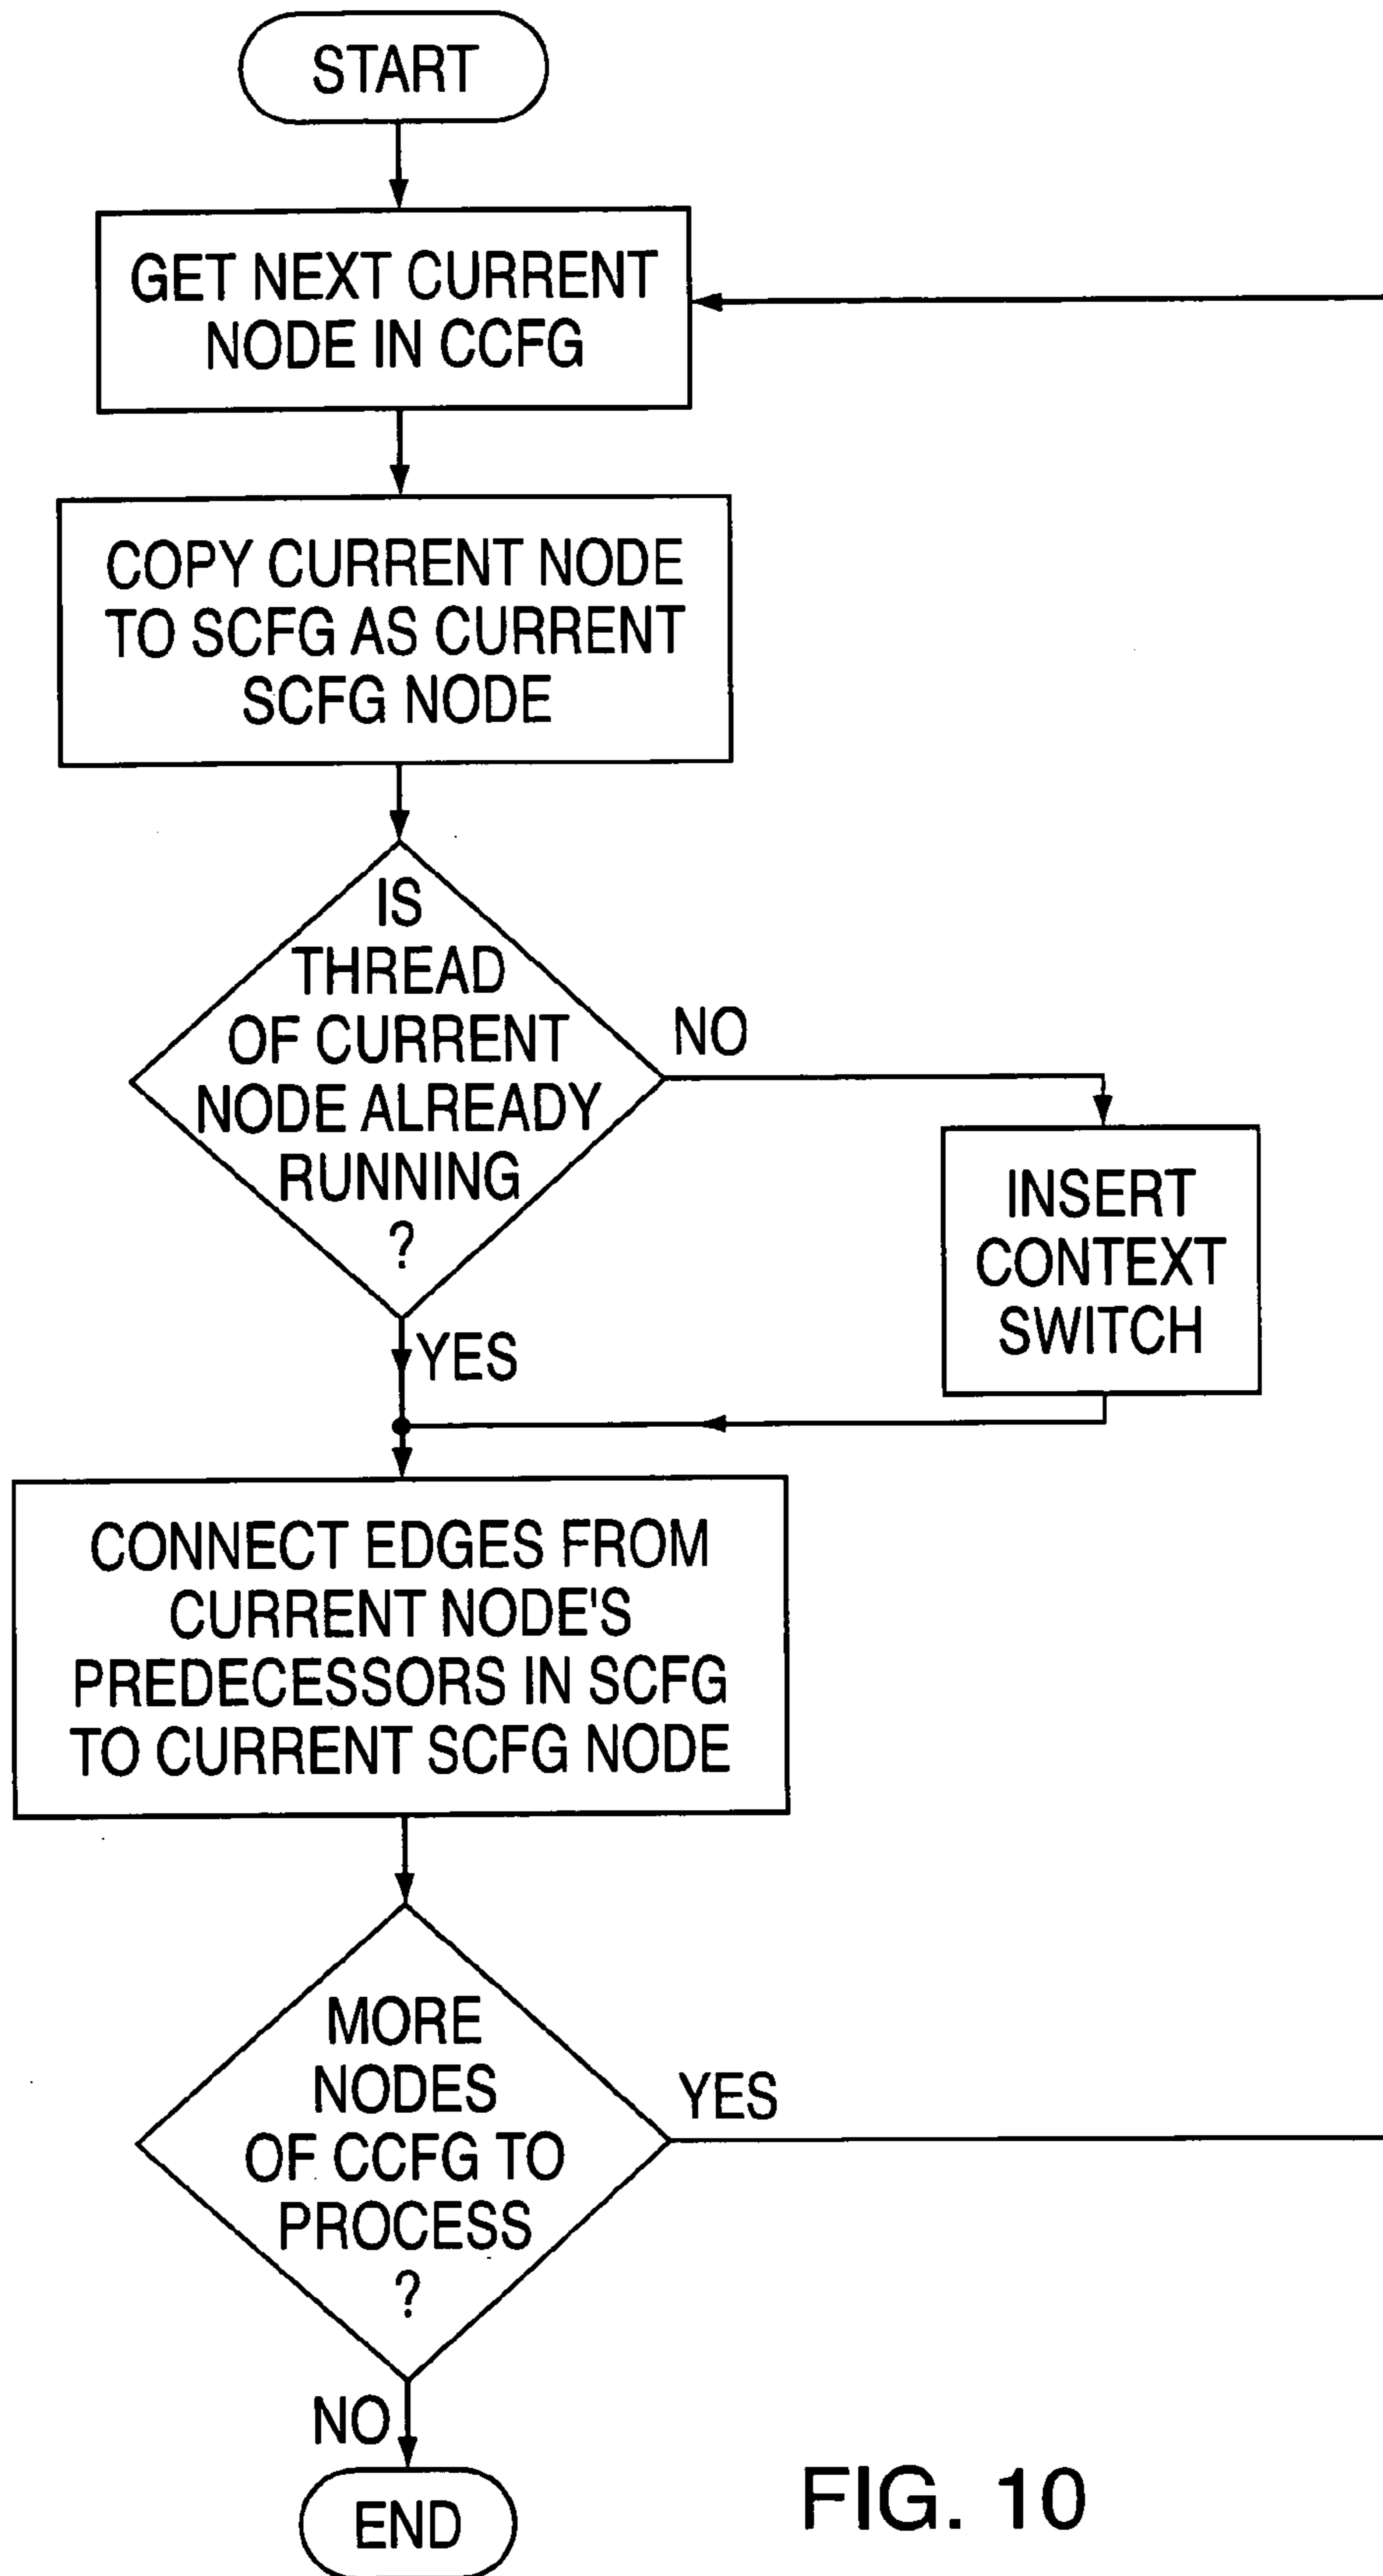 START
GET NEXT CURRENT
NODE IN CCFG
COPY CURRENT NODE
TO SCFG AS CURRENT
SCFG NODE
IS
THREAD
OF CURRENT
NODE ALREADY
RUNNING
?
NO
INSERT
CONTEXT
SWITCH
YES
CONNECT EDGES FROM
CURRENT NODE'S
PREDECESSORS IN SCFG
TO CURRENT SCFG NODE
MORE
NODES
OF CCFG TO
PROCESS
?
YES
NO
END
FIG. 10